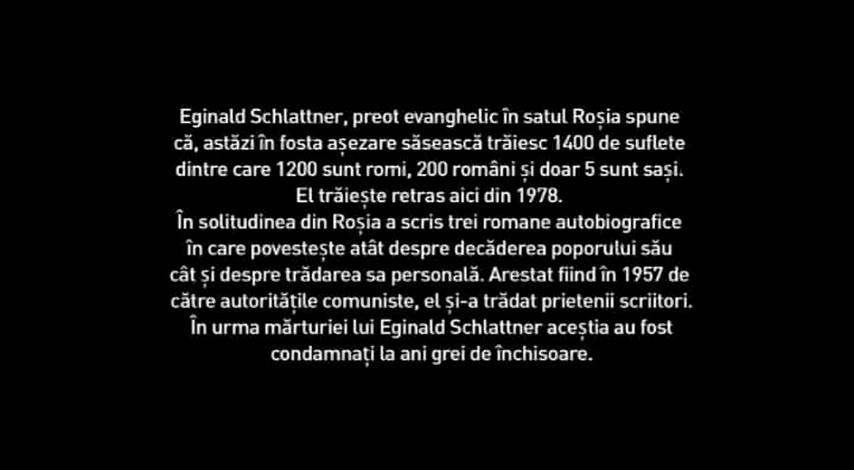 Eginald Schlattner, preot evanghelic în satul Roșia spune
că, astăzi în fosta așezare săsească trăiesc 1400 de suflete
dintre care 1200 sunt romi, 200 români și doar 5 sunt sași.
El trăiește retras aici din 1978.
În solitudinea din Roșia a scris trei romane autobiografice
în care povestește atât despre decăderea poporului său
cât și despre trădarea sa personală. Arestat fiind în 1957 de
către autoritățile comuniste, el și-a trădat prietenii scriitori.
În urma mărturiei lui Eginald Schlattner aceștia au fost
condamnați la ani grei de închisoare.